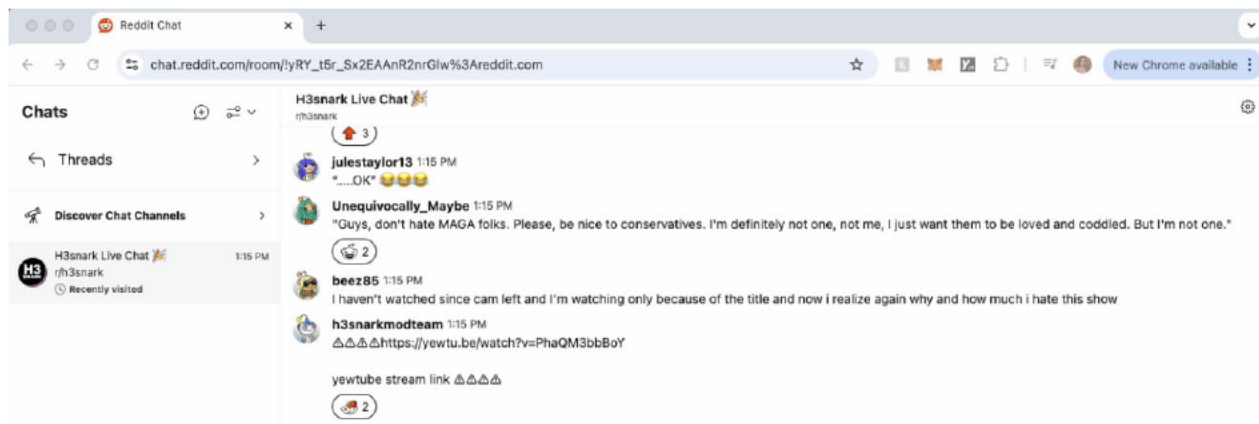 Reddit Chat
chat.reddit.com/room/!yRY_t5r_Sx2EAAnR2nrGlw%3Areddit.com
New Chrome available
Chats
Threads
Discover Chat Channels
H3snark Live Chat 🎉
1:15 PM
r/h3snark
Recently visited
H3
SNARK
H3snark Live Chat 🎉
r/h3snark
3
julestaylor13 1:15 PM
".....OK" 😂😂😂
Unequivocally_Maybe 1:15 PM
"Guys, don't hate MAGA folks. Please, be nice to conservatives. I'm definitely not one, not me, I just want them to be loved and coddled. But I'm not one."
2
beez85 1:15 PM
I haven't watched since cam left and I'm watching only because of the title and now i realize again why and how much i hate this show
h3snarkmodteam 1:15 PM
⚠⚠⚠⚠https://yewtu.be/watch?v=PhaQM3bbBoY
yewtube stream link ⚠⚠⚠⚠
2